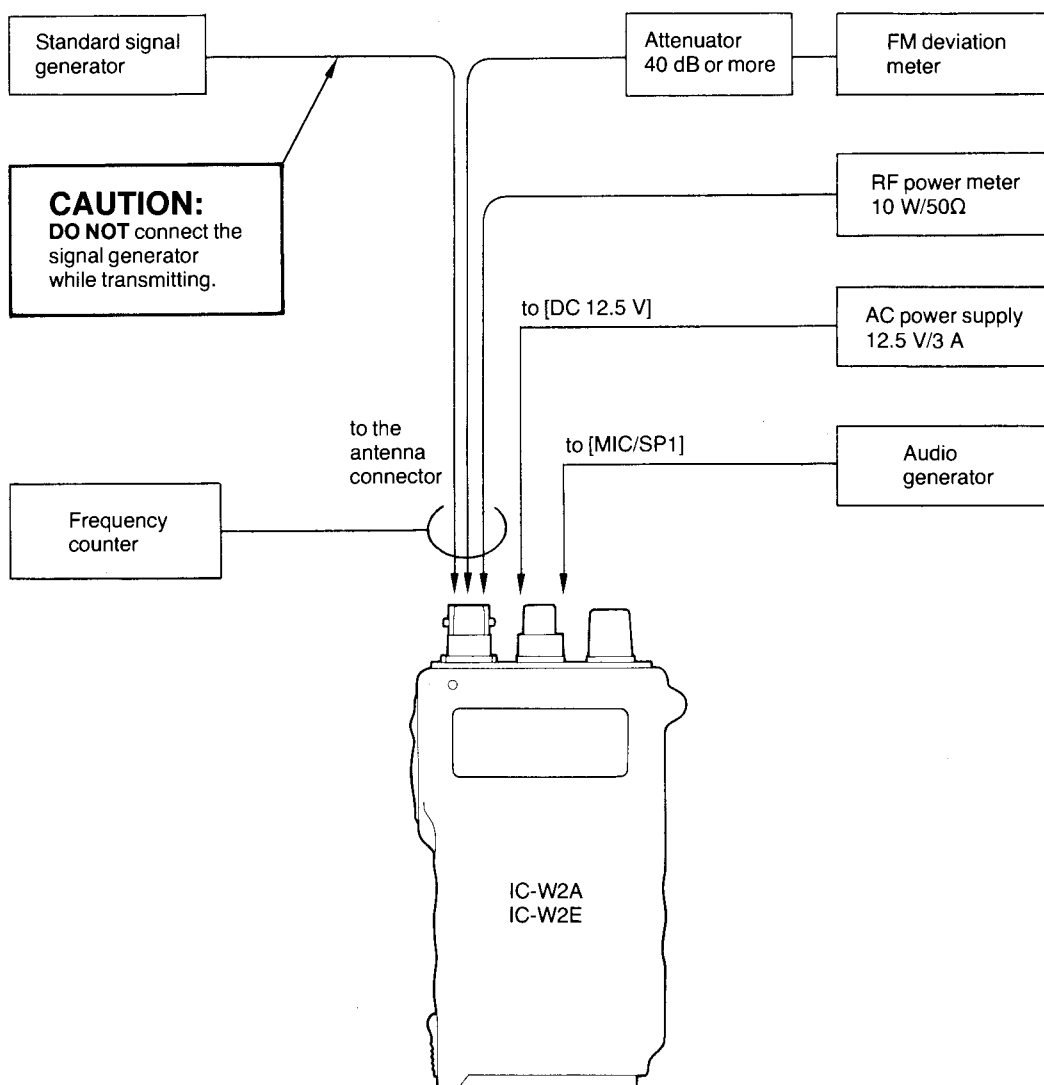 Standard signal
generator
Attenuator
40 dB or more
FM deviation
meter
CAUTION:
DO NOT connect the
signal generator
while transmitting.
RF power meter
10 W/50Ω
to [DC 12.5 V]
AC power supply
12.5 V/3 A
to the
antenna
connector
to [MIC/SP1]
Audio
generator
Frequency
counter
IC-W2A
IC-W2E